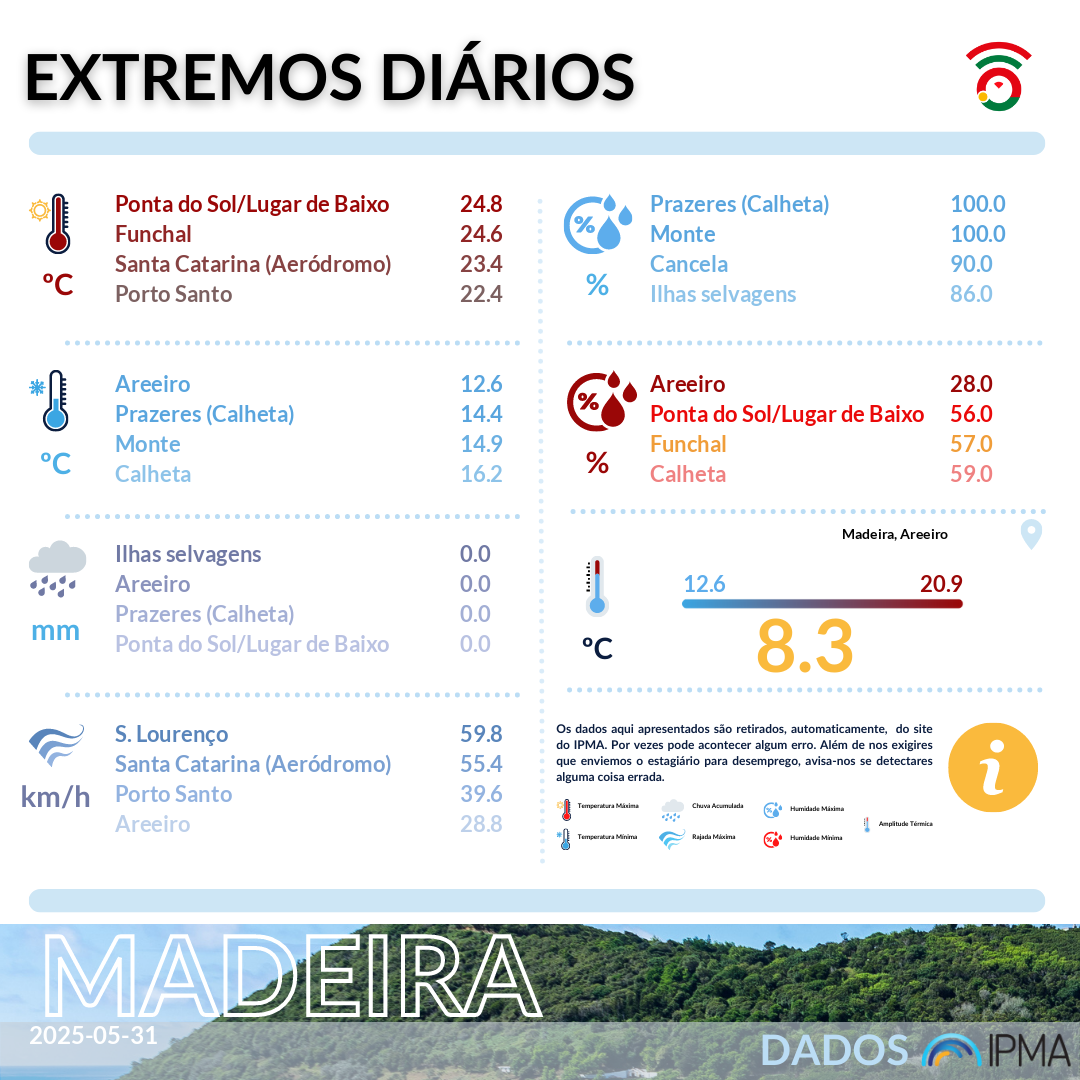 EXTREMOS DIÁRIOS
Ponta do Sol/Lugar de Baixo 24.8
Funchal 24.6
Santa Catarina (Aeródromo) 23.4
Porto Santo 22.4
ºC
Areeiro 12.6
Prazeres (Calheta) 14.4
Monte 14.9
Calheta 16.2
ºC
Ilhas selvagens 0.0
Areeiro 0.0
Prazeres (Calheta) 0.0
Ponta do Sol/Lugar de Baixo 0.0
mm
S. Lourenço 59.8
Santa Catarina (Aeródromo) 55.4
Porto Santo 39.6
Areeiro 28.8
km/h
%
Prazeres (Calheta) 100.0
Monte 100.0
Cancela 90.0
Ilhas selvagens 86.0
%
%
Areeiro 28.0
Ponta do Sol/Lugar de Baixo 56.0
Funchal 57.0
Calheta 59.0
%
Madeira, Areeiro
12.6 20.9
8.3
ºC
Os dados aqui apresentados são retirados, automaticamente, do site
do IPMA. Por vezes pode acontecer algum erro. Além de nos exigires
que enviemos o estagiário para desemprego, avisa-nos se detectares
alguma coisa errada.
i
Temperatura Máxima Chuva Acumulada Humidade Máxima
Amplitude Térmica
Temperatura Mínima Rajada Máxima Humidade Mínima
MADEIRA
2025-05-31
DADOS IPMA